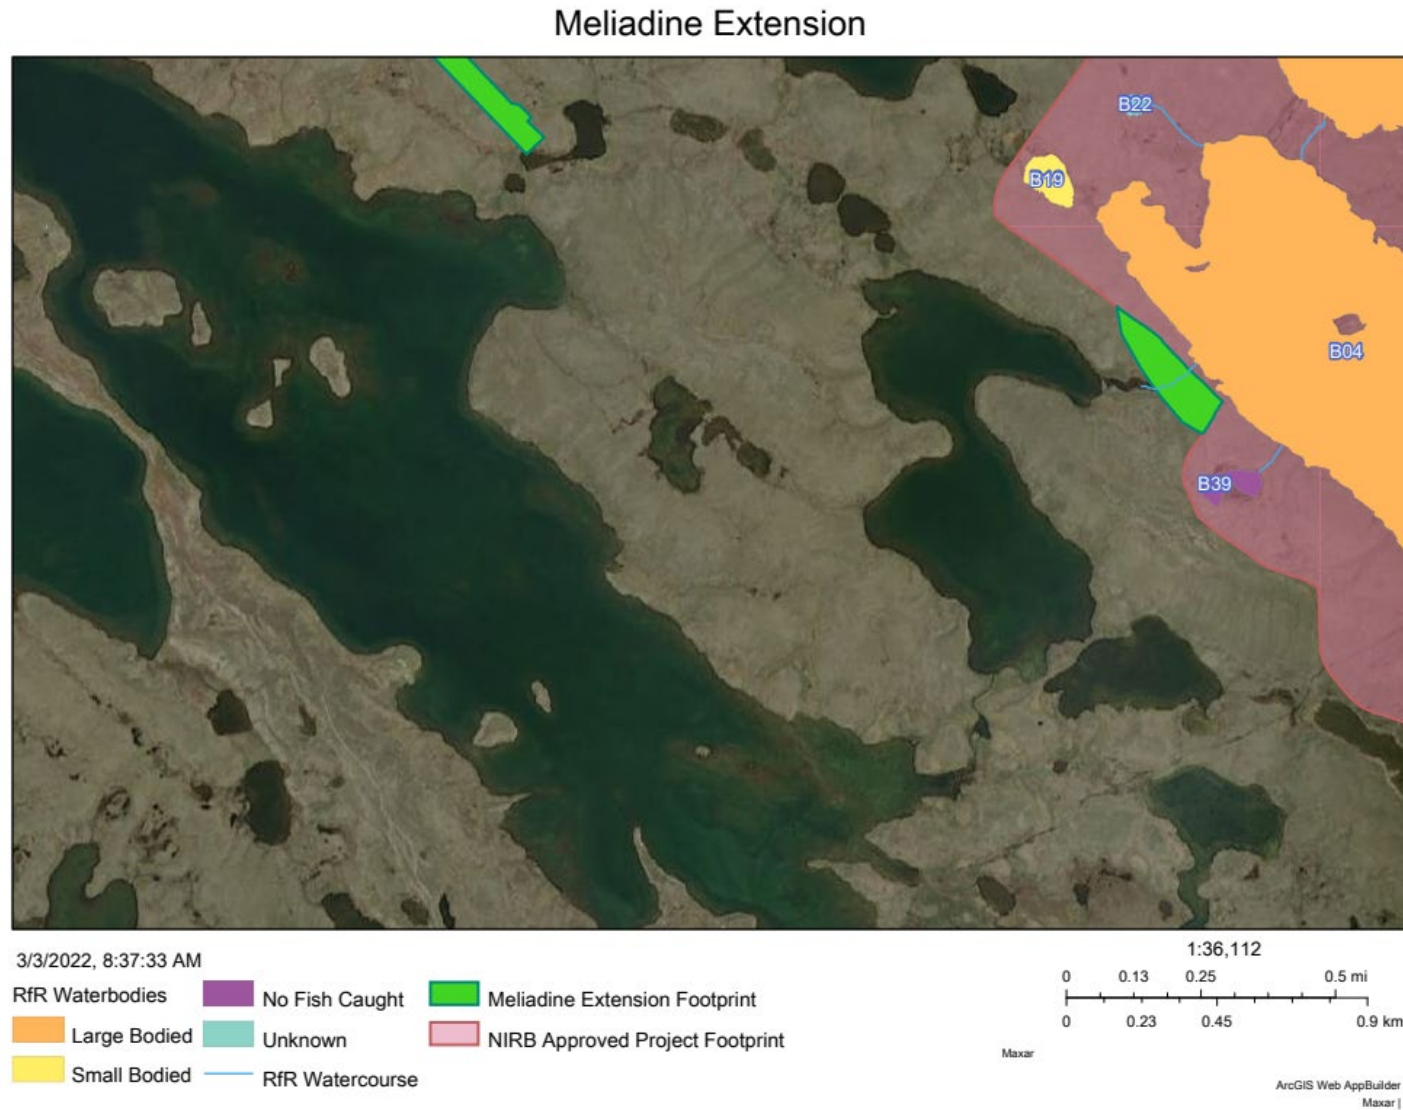 Meliadine Extension
B22
B19
B04
B39
3/3/2022, 8:37:33 AM
RfR Waterbodies
Large Bodied
Small Bodied
No Fish Caught
Unknown
RfR Watercourse
Meliadine Extension Footprint
NIRB Approved Project Footprint
1:36,112
0 0.13 0.25 0.5 mi
0 0.23 0.45 0.9 km
Maxar
ArcGIS Web AppBuilder
Maxar |